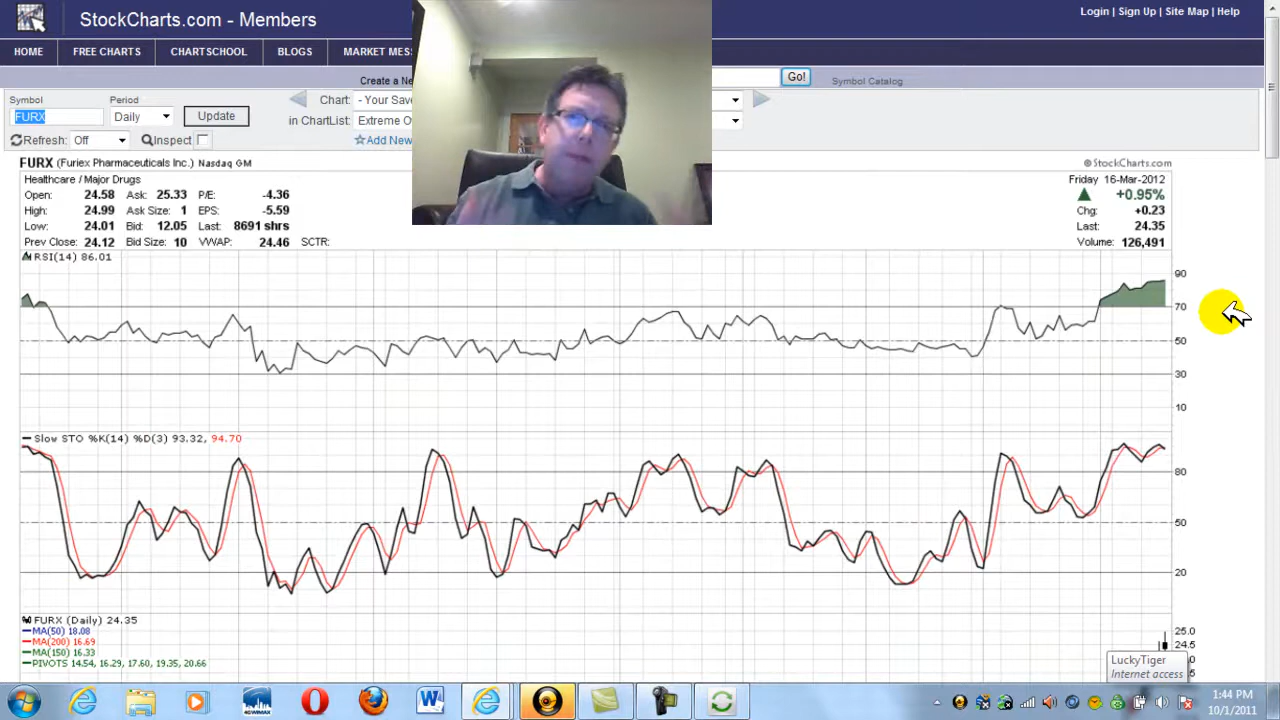 StockCharts.com - Members
Login | Sign Up | Site Map | Help
HOME FREE CHARTS CHARTSCHOOL BLOGS MARKET MES
Create a Ne
Go! Symbol Catalog
Symbol Period Chart: - Your Sav
FURX Daily Update in ChartList: Extreme O
Refresh: Off Inspect Add New
FURX (Furiex Pharmaceuticals Inc.) Nasdaq GM
© StockCharts.com
Healthcare / Major Drugs
Friday 16-Mar-2012
Open: 24.58 Ask: 25.33 P/E: -4.36
+0.95%
High: 24.99 Ask Size: 1 EPS: -5.59
Chg: +0.23
Low: 24.01 Bid: 12.05 Last: 8691 shrs
Last: 24.35
Prev Close: 24.12 Bid Size: 10 VWAP: 24.46 SCTR:
Volume: 126,491
RSI(14) 86.01
90
70
50
30
10
Slow STO %K(14) %D(3) 93.32, 94.70
80
50
20
FURX (Daily) 24.35
MA(50) 18.08
MA(200) 16.69
MA(150) 16.33
PIVOTS 14.54, 16.29, 17.60, 19.35, 20.66
25.0
24.5
LuckyTiger
Internet access
4GWIMAX
1:44 PM
10/1/2011